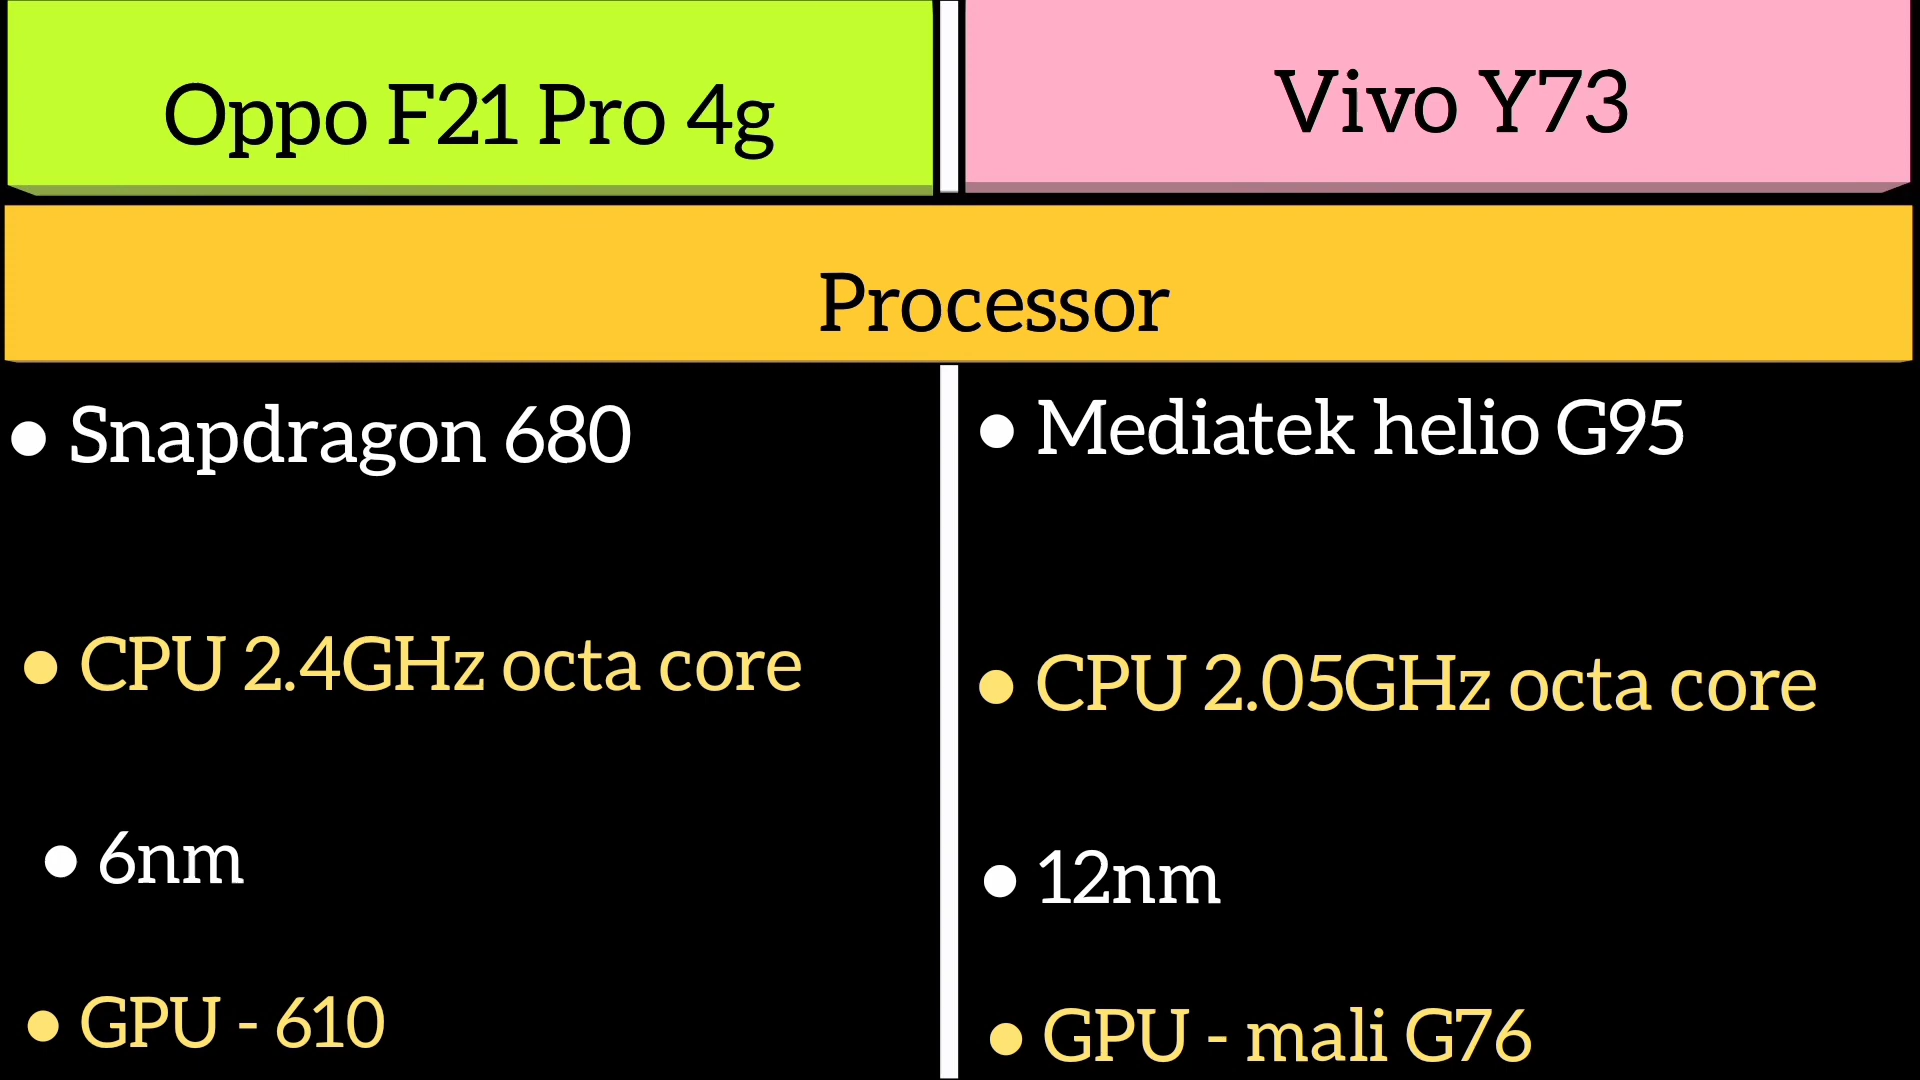 Oppo F21 Pro 4g
Vivo Y73
Processor
• Snapdragon 680
• CPU 2.4GHz octa core
• 6nm
• GPU - 610
• Mediatek helio G95
• CPU 2.05GHz octa core
• 12nm
• GPU - mali G76